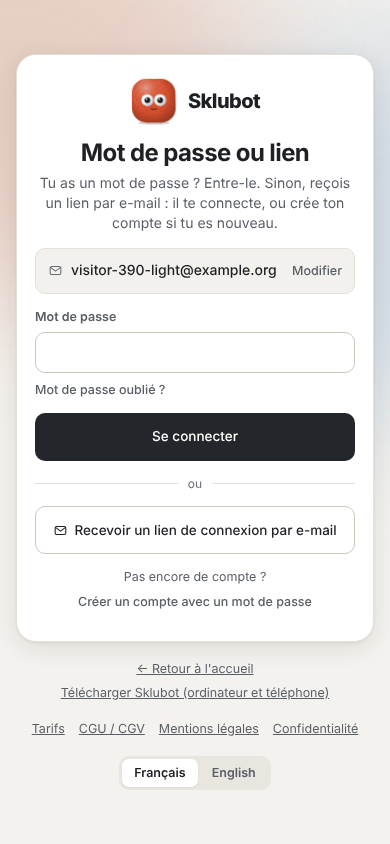 Sklubot
Mot de passe ou lien
Tu as un mot de passe ? Entre-le. Sinon, reçois
un lien par e-mail : il te connecte, ou crée ton
compte si tu es nouveau.
visitor-390-light@example.org Modifier
Mot de passe
Mot de passe oublié ?
Se connecter
ou
Recevoir un lien de connexion par e-mail
Pas encore de compte ?
Créer un compte avec un mot de passe
← Retour à l'accueil
Télécharger Sklubot (ordinateur et téléphone)
Tarifs CGU / CGV Mentions légales Confidentialité
Français English